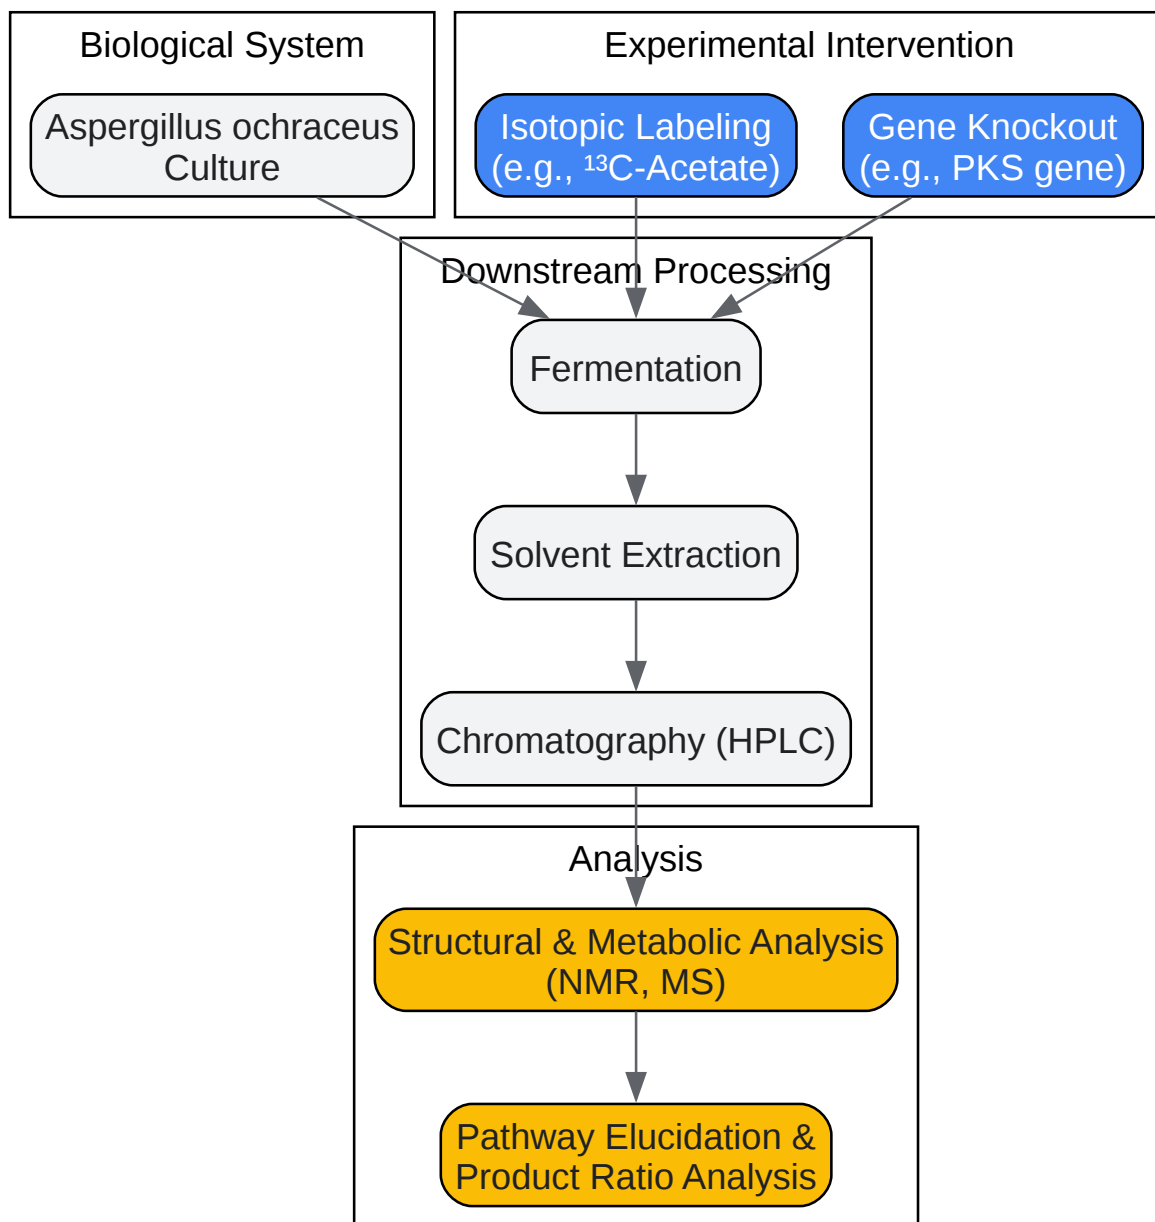 Biological System
Aspergillus ochraceus
Culture
Experimental Intervention
Isotopic Labeling
(e.g., ¹³C-Acetate)
Gene Knockout
(e.g., PKS gene)
Downstream Processing
Fermentation
Solvent Extraction
Chromatography (HPLC)
Analysis
Structural & Metabolic Analysis
(NMR, MS)
Pathway Elucidation &
Product Ratio Analysis